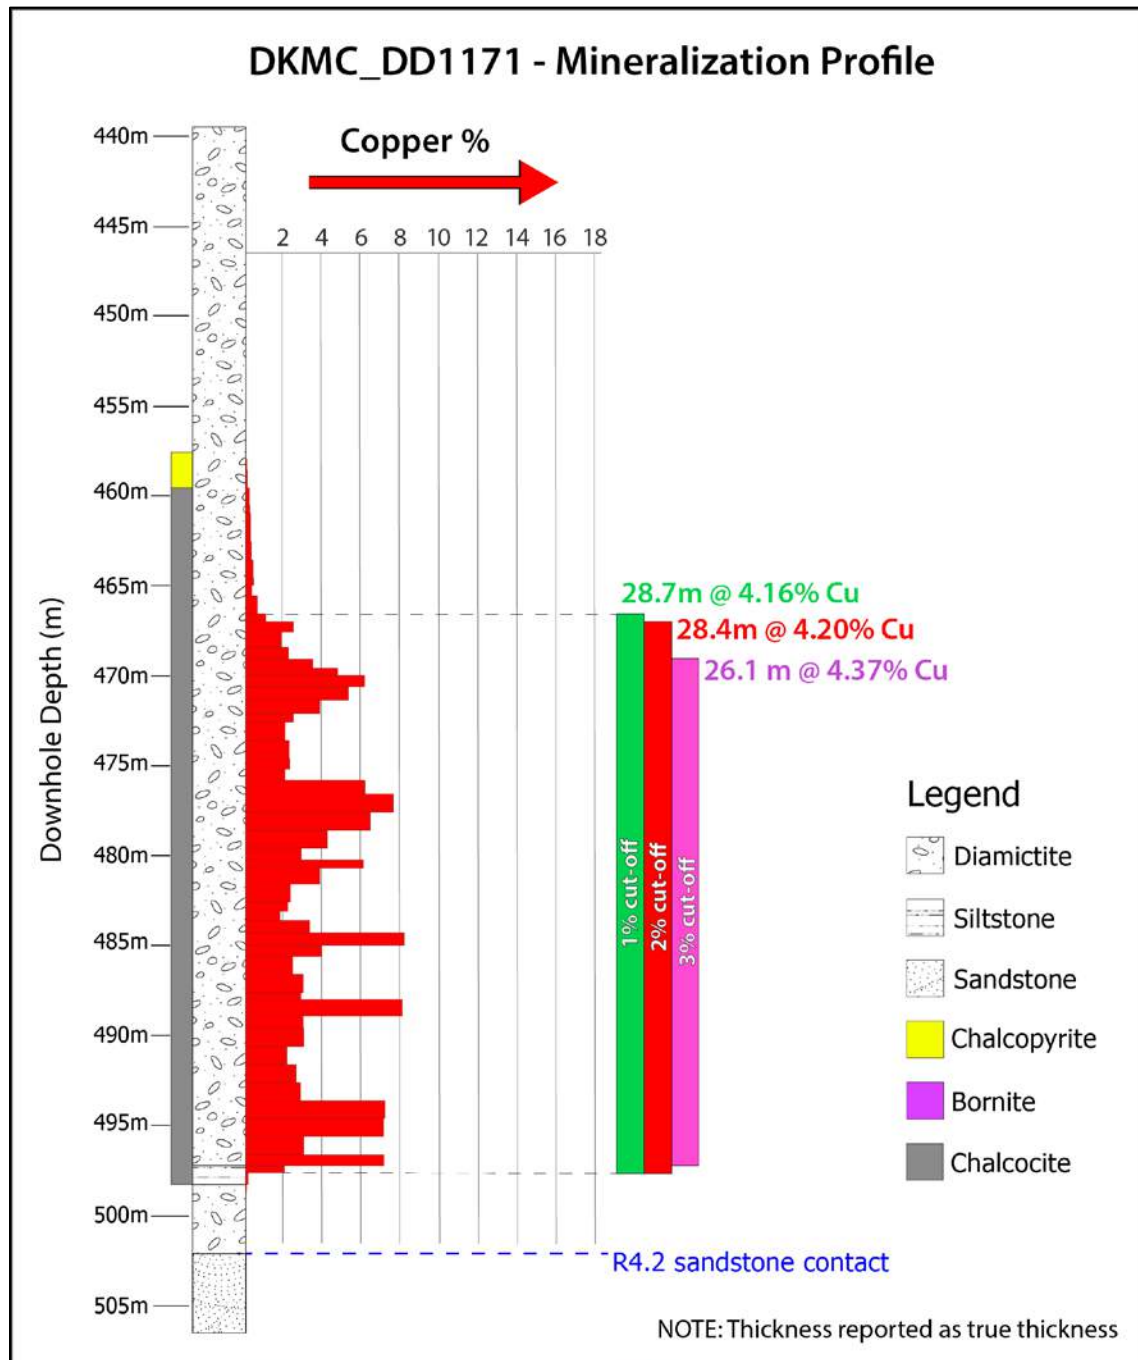 DKMC_DD1171 - Mineralization Profile
Copper %
2 4 6 8 10 12 14 16 18
440m
445m
450m
455m
460m
465m
470m
475m
480m
485m
490m
495m
500m
505m
Downhole Depth (m)
28.7m @ 4.16% Cu
28.4m @ 4.20% Cu
26.1 m @ 4.37% Cu
1% cut-off
2% cut-off
3% cut-off
Legend
Diamictite
Siltstone
Sandstone
Chalcopyrite
Bornite
Chalcocite
R4.2 sandstone contact
NOTE: Thickness reported as true thickness